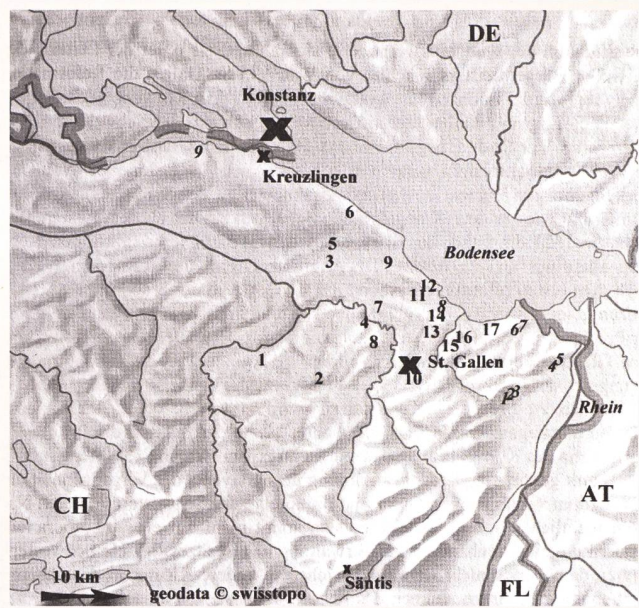 DE
Konstanz
X
9
x
Kreuzlingen
6
5
3
9
Bodensee
12
11
8
7
14
4
13
17
6 7
16
8
15
1
St. Gallen
5
4
X
2
10
1 2 3
Rhein
CH
AT
x
Säntis
10 km
geodata © swisstopo
FL